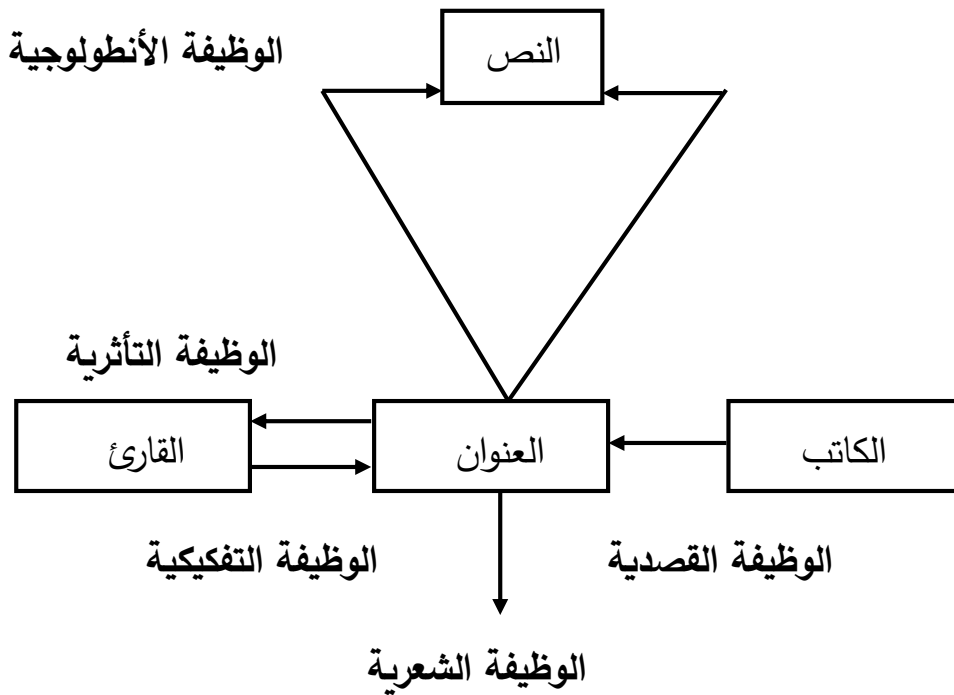 النص
الوظيفة الأنطولوجية
الوظيفة التأثرية
الكاتب
العنوان
القارئ
الوظيفة القصدية
الوظيفة التفكيكية
الوظيفة الشعرية